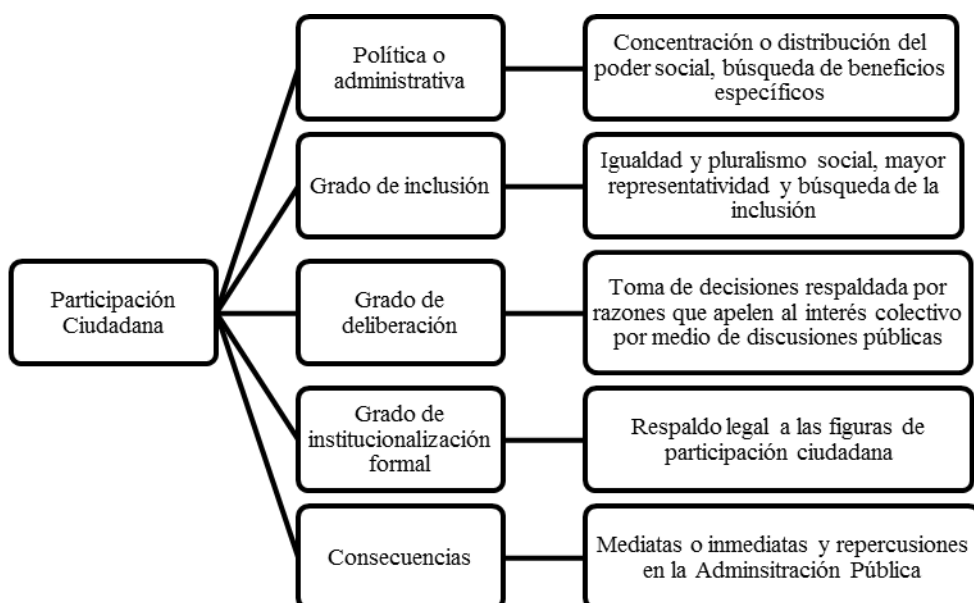 Política o
administrativa
Concentración o distribución del
poder social, búsqueda de beneficios
específicos
Grado de inclusión
Igualdad y pluralismo social, mayor
representatividad y búsqueda de la
inclusión
Participación
Ciudadana
Grado de
deliberación
Toma de decisiones respaldada por
razones que apelen al interés colectivo
por medio de discusiones públicas
Grado de
institucionalización
formal
Respaldo legal a las figuras de
participación ciudadana
Consecuencias
Mediatas o inmediatas y repercusiones
en la Adminsitración Pública